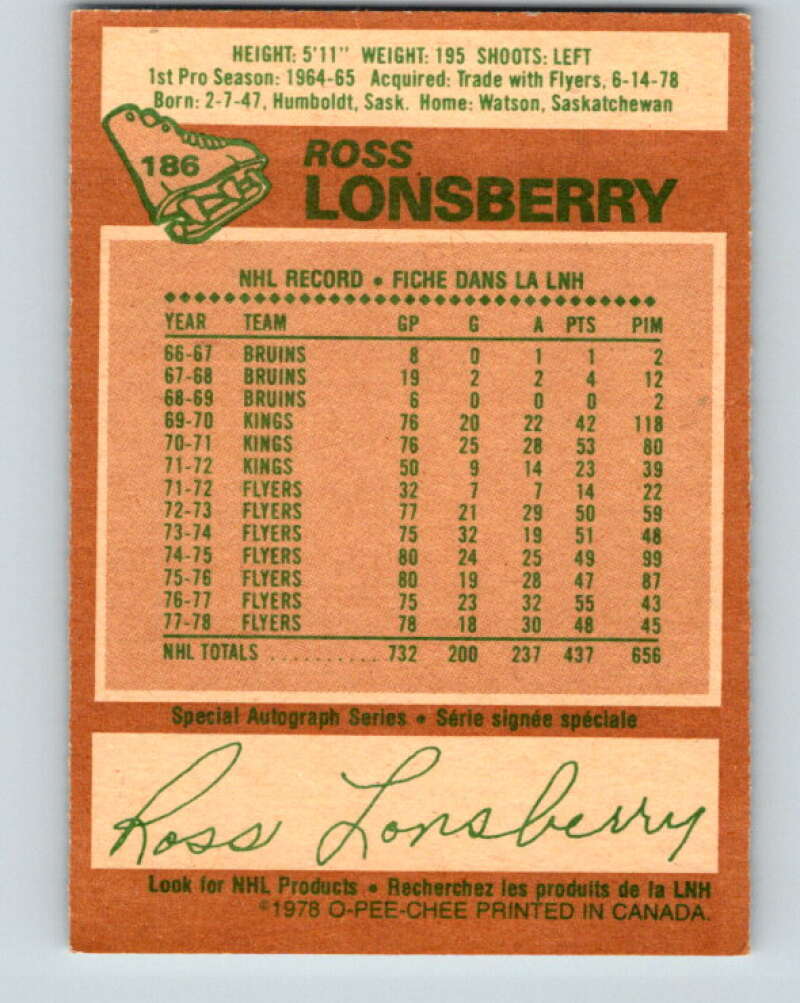 HEIGHT: 5'11" WEIGHT: 195 SHOOTS: LEFT
1st Pro Season: 1964-65 Acquired: Trade with Flyers, 6-14-78
Born: 2-7-47, Humboldt, Sask. Home: Watson, Saskatchewan
186
ROSS
LONSBERRY
NHL RECORD • FICHE DANS LA LNH
YEAR TEAM GP G A PTS PIM
66-67 BRUINS 8 0 1 1 2
67-68 BRUINS 19 2 2 4 12
68-69 BRUINS 6 0 0 0 2
69-70 KINGS 76 20 22 42 118
70-71 KINGS 76 25 28 53 80
71-72 KINGS 50 9 14 23 39
71-72 FLYERS 32 7 7 14 22
72-73 FLYERS 77 21 29 50 59
73-74 FLYERS 75 32 19 51 48
74-75 FLYERS 80 24 25 49 99
75-76 FLYERS 80 19 28 47 87
76-77 FLYERS 75 23 32 55 43
77-78 FLYERS 78 18 30 48 45
NHL TOTALS .......... 732 200 237 437 656
Special Autograph Series • Série signée spéciale
Ross Lonsberry
Look for NHL Products • Recherchez les produits de la LNH
©1978 O-PEE-CHEE PRINTED IN CANADA.